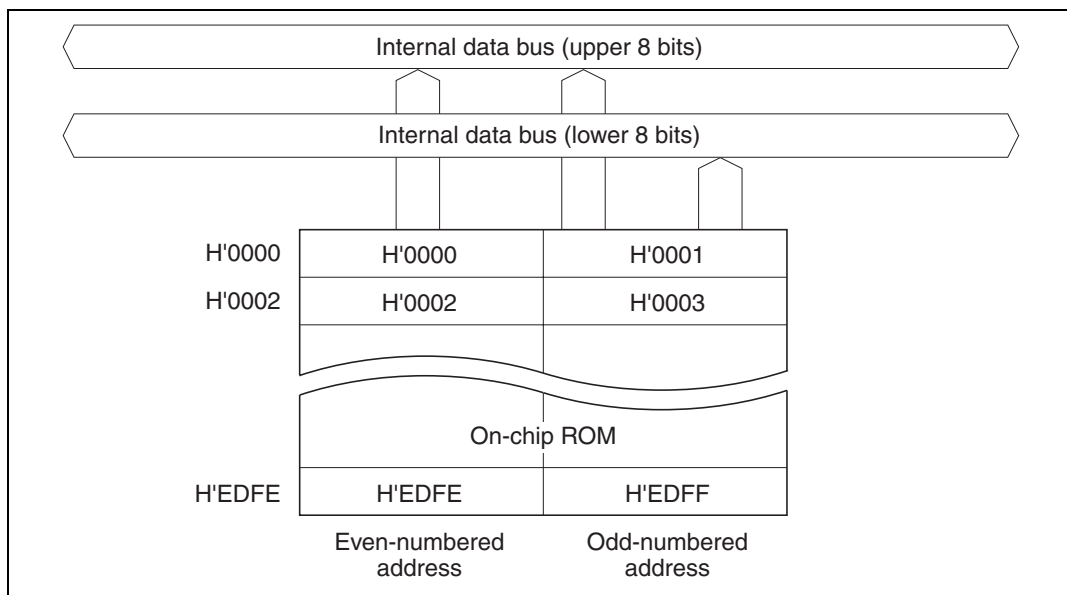 Internal data bus (upper 8 bits)
Internal data bus (lower 8 bits)
H'0000 H'0000 H'0001
H'0002 H'0002 H'0003
On-chip ROM
H'EDFE H'EDFE H'EDFF
Even-numbered address
Odd-numbered address